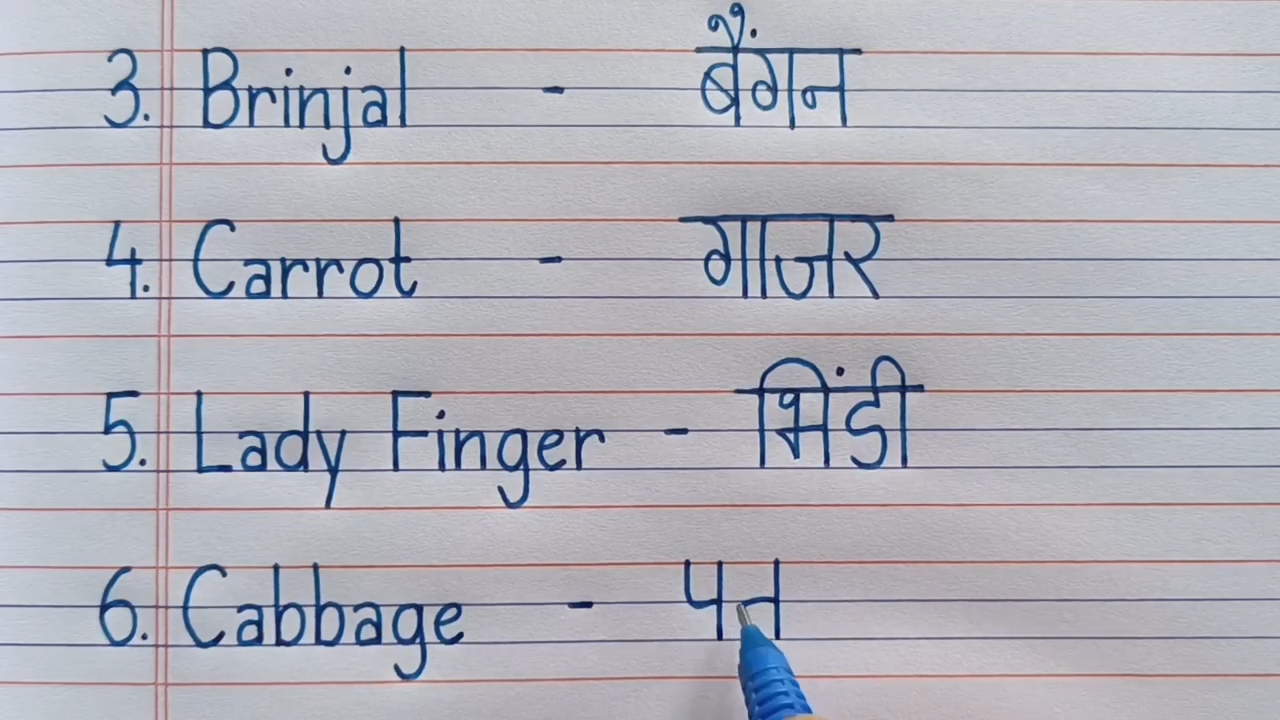 3. Brinjal - बैंगन
4. Carrot - गाजर
5. Lady Finger - भिंडी
6. Cabbage - पत